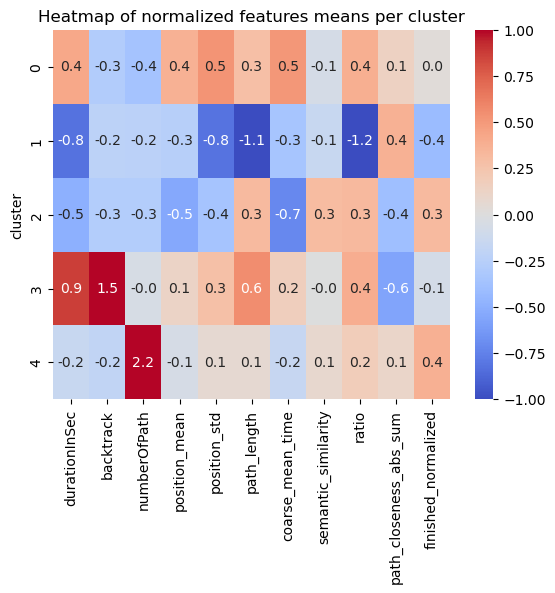 Heatmap of normalized features means per cluster
0 0.4 -0.3 -0.4 0.4 0.5 0.3 0.5 -0.1 0.4 0.1 0.0
1 -0.8 -0.2 -0.2 -0.3 -0.8 -1.1 -0.3 -0.1 -1.2 0.4 -0.4
2 -0.5 -0.3 -0.3 -0.5 -0.4 0.3 -0.7 0.3 0.3 -0.4 0.3
3 0.9 1.5 -0.0 0.1 0.3 0.6 0.2 -0.0 0.4 -0.6 -0.1
4 -0.2 -0.2 2.2 -0.1 0.1 0.1 -0.2 0.1 0.2 0.1 0.4
cluster
durationInSec
backtrack
numberOfPath
position_mean
position_std
path_length
coarse_mean_time
semantic_similarity
ratio
path_closeness_abs_sum
finished_normalized
1.00
0.75
0.50
0.25
0.00
−0.25
−0.50
−0.75
−1.00